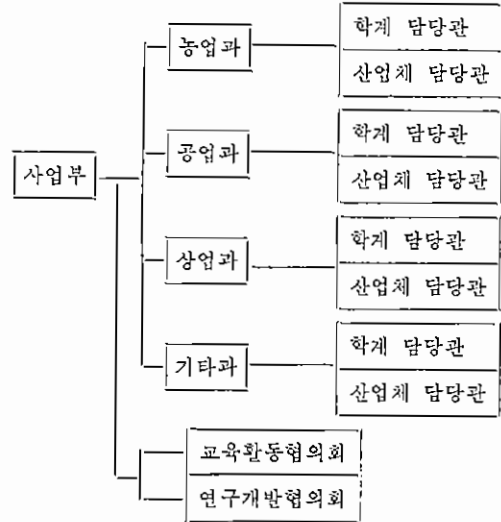 농업과
학계 담당관
산업체 담당관
공업과
학계 담당관
산업체 담당관
사업부
상업과
학계 담당관
산업체 담당관
기타과
학계 담당관
산업체 담당관
교육활동협의회
연구개발협의회